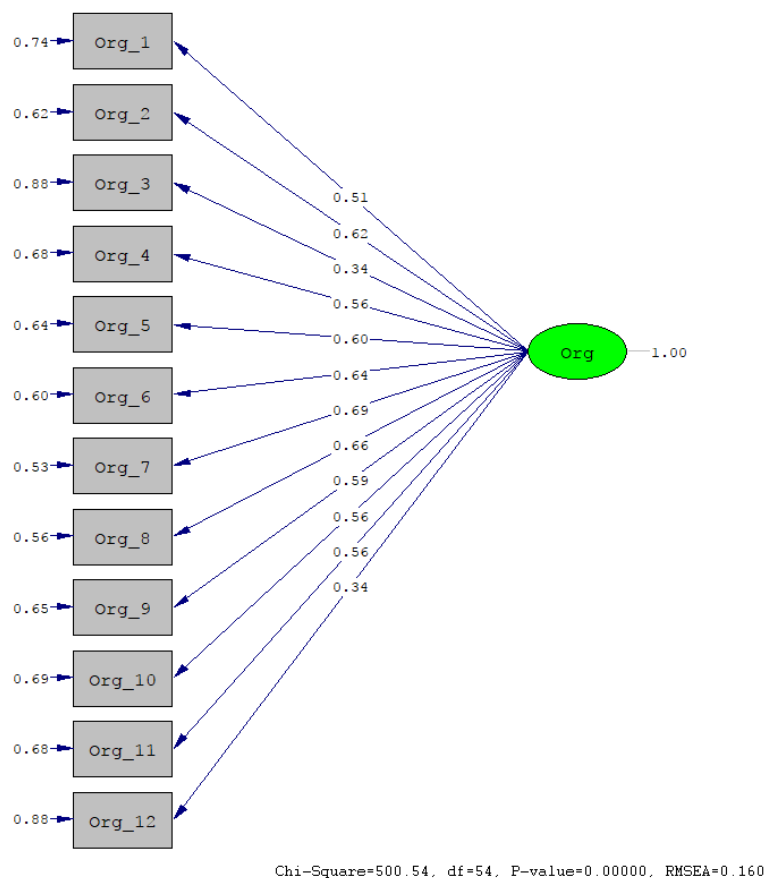 0.74 Org_1
0.62 Org_2
0.88 Org_3 0.51
0.62
0.68 Org_4 0.34
0.56
0.64 Org_5 0.60
Org 1.00
0.60 Org_6 0.64
0.69
0.53 Org_7 0.66
0.59
0.56 Org_8 0.56
0.56
0.65 Org_9 0.34
0.69 Org_10
0.68 Org_11
0.88 Org_12
Chi-Square=500.54, df=54, P-value=0.00000, RMSEA=0.160